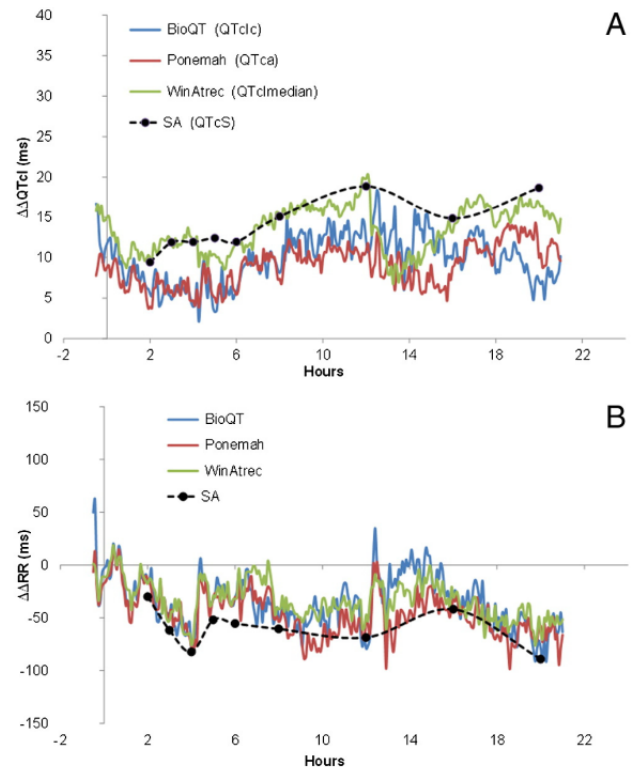 A
BioQT (QTcIc)
Ponemah (QTca)
WinAtrec (QTcImedian)
SA (QTcS)
ΔΔQTcI (ms)
40
35
30
25
20
15
10
5
0
-2
2
6
10
14
18
22
Hours
B
BioQT
Ponemah
WinAtrec
SA
ΔΔRR (ms)
150
100
50
0
-50
-100
-150
-2
2
6
10
14
18
22
Hours